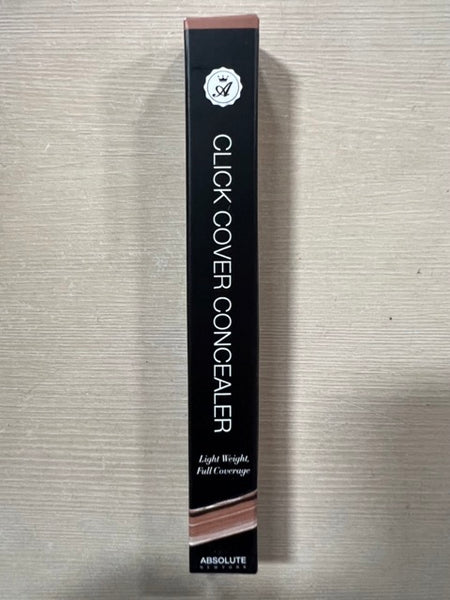 A
CLICK COVER CONCEALER
Light Weight,
Full Coverage
ABSOLUTE
NEW YORK